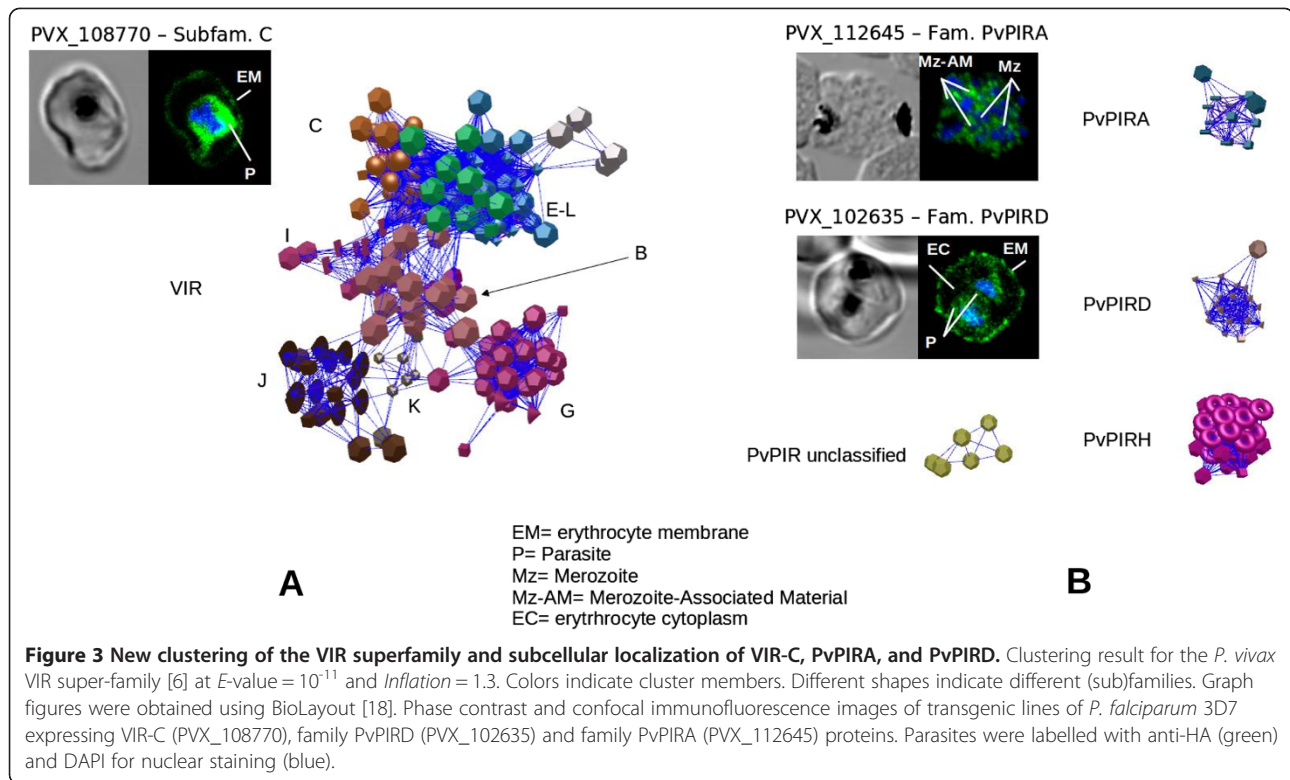 PVX_108770 – Subfam. C
EM
P
C
E-L
I
B
VIR
J
K
G
A
PVX_112645 – Fam. PvPIRA
Mz-AM
Mz
PvPIRA
PVX_102635 – Fam. PvPIRD
EC
EM
P
PvPIRD
PvPIR unclassified
PvPIRH
B
EM= erythrocyte membrane
P= Parasite
Mz= Merozoite
Mz-AM= Merozoite-Associated Material
EC= erytrhrocyte cytoplasm
Figure 3 New clustering of the VIR superfamily and subcellular localization of VIR-C, PvPIRA, and PvPIRD. Clustering result for the P. vivax
VIR super-family [6] at E-value = 10⁻¹¹ and Inflation = 1.3. Colors indicate cluster members. Different shapes indicate different (sub)families. Graph
figures were obtained using BioLayout [18]. Phase contrast and confocal immunofluorescence images of transgenic lines of P. falciparum 3D7
expressing VIR-C (PVX_108770), family PvPIRD (PVX_102635) and family PvPIRA (PVX_112645) proteins. Parasites were labelled with anti-HA (green)
and DAPI for nuclear staining (blue).